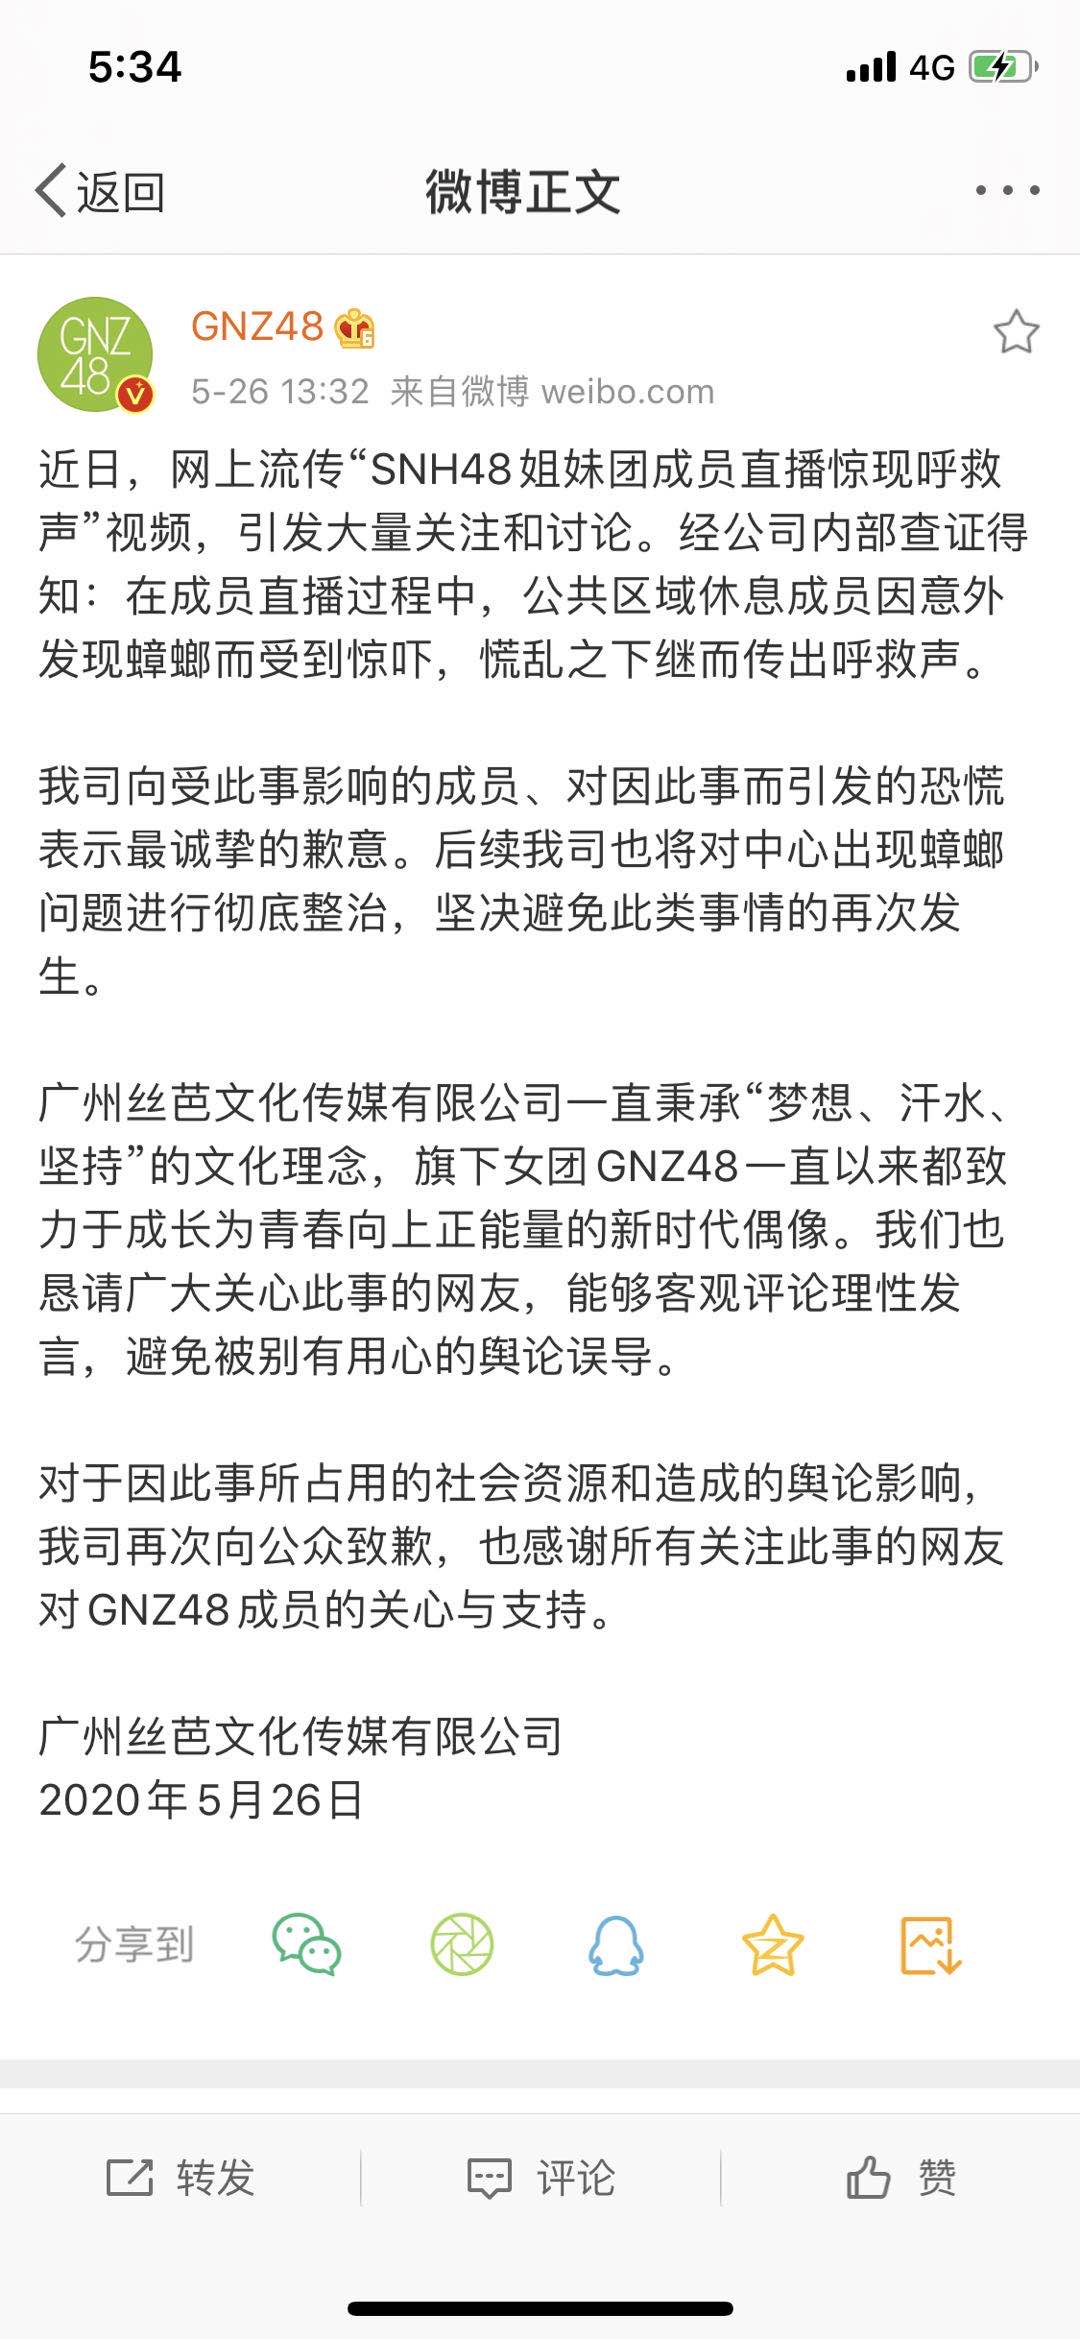 5:34
4G
返回
微博正文
GNZ
48
V
GNZ48
6
5-26 13:32 来自微博 weibo.com
近日，网上流传“SNH48姐妹团成员直播惊现呼救
声”视频，引发大量关注和讨论。经公司内部查证得
知：在成员直播过程中，公共区域休息成员因意外
发现蟑螂而受到惊吓，慌乱之下继而传出呼救声。
我司向受此事影响的成员、对因此事而引发的恐慌
表示最诚挚的歉意。后续我司也将对中心出现蟑螂
问题进行彻底整治，坚决避免此类事情的再次发
生。
广州丝芭文化传媒有限公司一直秉承“梦想、汗水、
坚持”的文化理念，旗下女团GNZ48一直以来都致
力于成长为青春向上正能量的新时代偶像。我们也
恳请广大关心此事的网友，能够客观评论理性发
言，避免被别有用心的舆论误导。
对于因此事所占用的社会资源和造成的舆论影响，
我司再次向公众致歉，也感谢所有关注此事的网友
对GNZ48成员的关心与支持。
广州丝芭文化传媒有限公司
2020年5月26日
分享到
转发
评论
赞